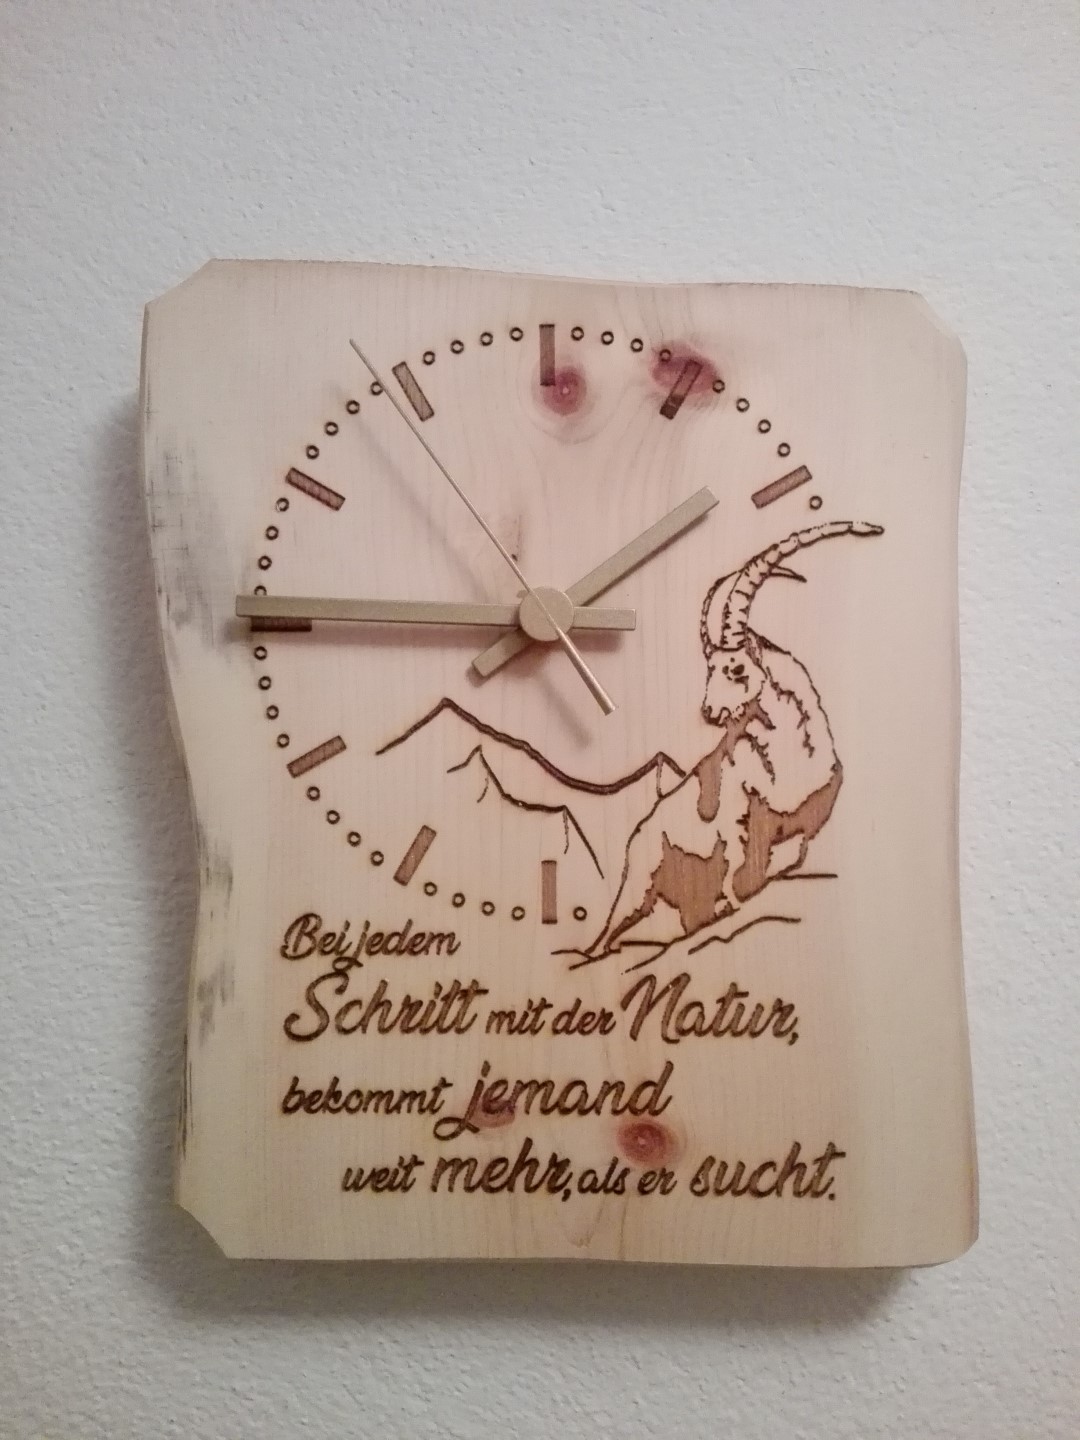 Bei jedem
Schritt mit der Natur,
bekommt jemand
weit mehr, als er sucht.